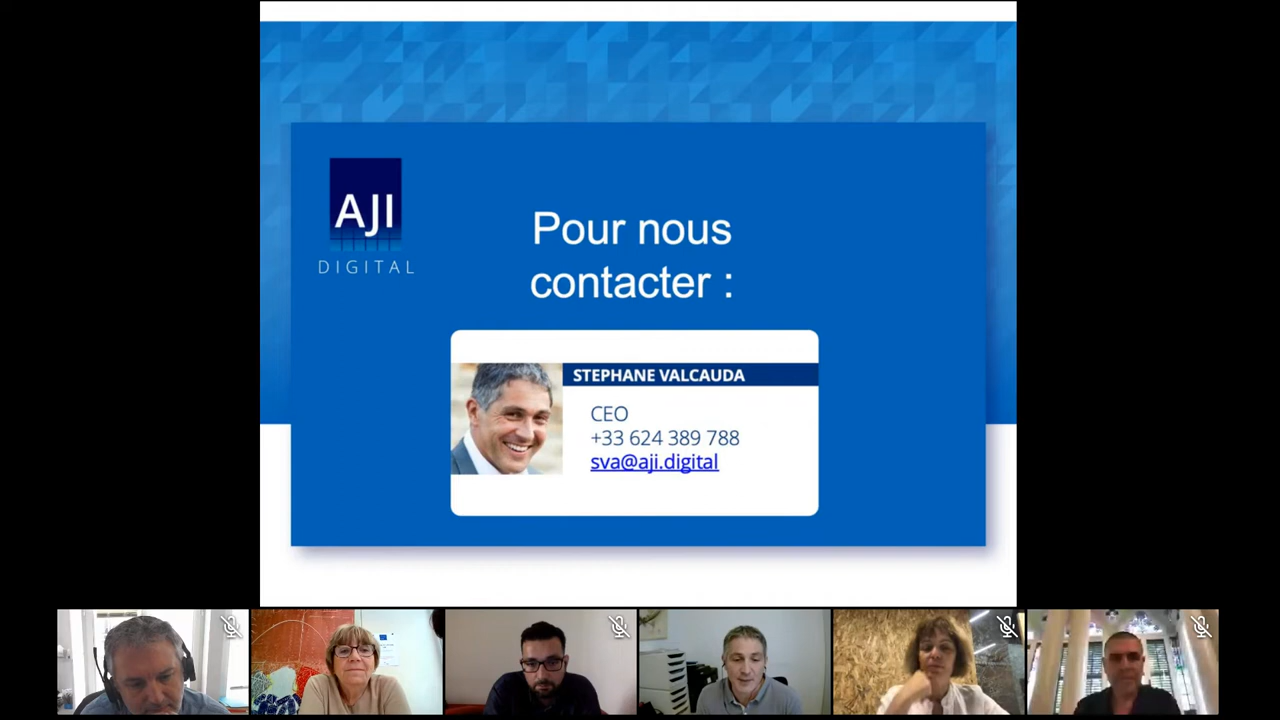 AJI
DIGITAL
Pour nous
contacter :
STEPHANE VALCAUDA
CEO
+33 624 389 788
sva@aji.digital